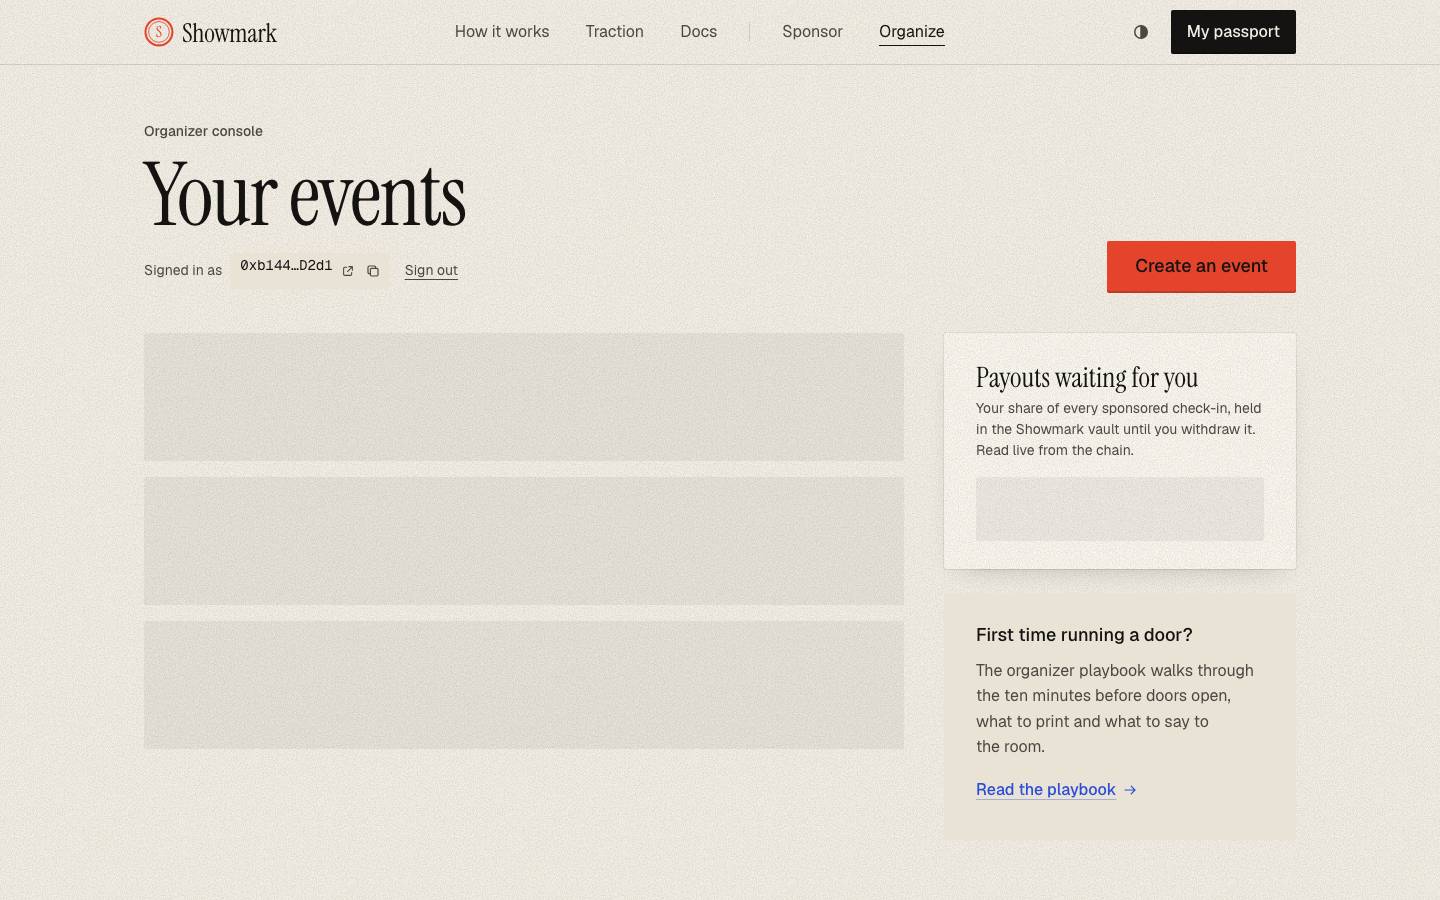 S Showmark
How it works
Traction
Docs
Sponsor
Organize
My passport
Organizer console
Your events
Signed in as 0xb144…D2d1 Sign out
Create an event
Payouts waiting for you
Your share of every sponsored check-in, held
in the Showmark vault until you withdraw it.
Read live from the chain.
First time running a door?
The organizer playbook walks through
the ten minutes before doors open,
what to print and what to say to
the room.
Read the playbook →